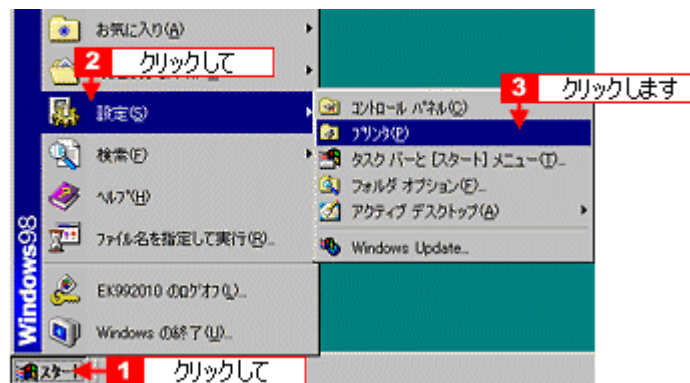 お気に入り(A)
2 クリックして
設定(S)
検索(F)
ヘルプ(H)
ファイル名を指定して実行(R)...
EK992010 のログオフ(L)...
Windows の終了(U)...
Windows98
スタート
1 クリックして
3 クリックします
コントロール パネル(C)
プリンタ(P)
タスク バーと [スタート] メニュー(T)...
フォルダ オプション(F)...
アクティブ デスクトップ(A)
Windows Update...